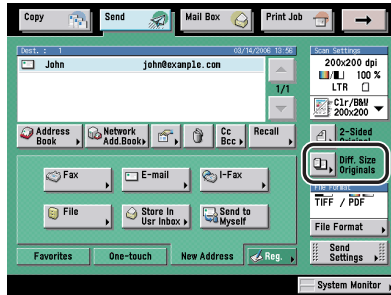 Copy
Send
Mail Box
Print Job
Dest. : 1
03/14/2006 10:56
John john@example.com
1/1
Address Book
Network Add.Book
Cc Bcc
Recall
Fax
E-mail
I-Fax
File
Store In Usr Inbox
Send to Myself
Favorites
One-touch
New Address
Reg.
Scan Settings
200x200 dpi
100 %
LTR
Clr/B&W
200x200
2-Sided
Original
Diff. Size
Originals
File Format
TIFF / PDF
File Format
Send
Settings
System Monitor